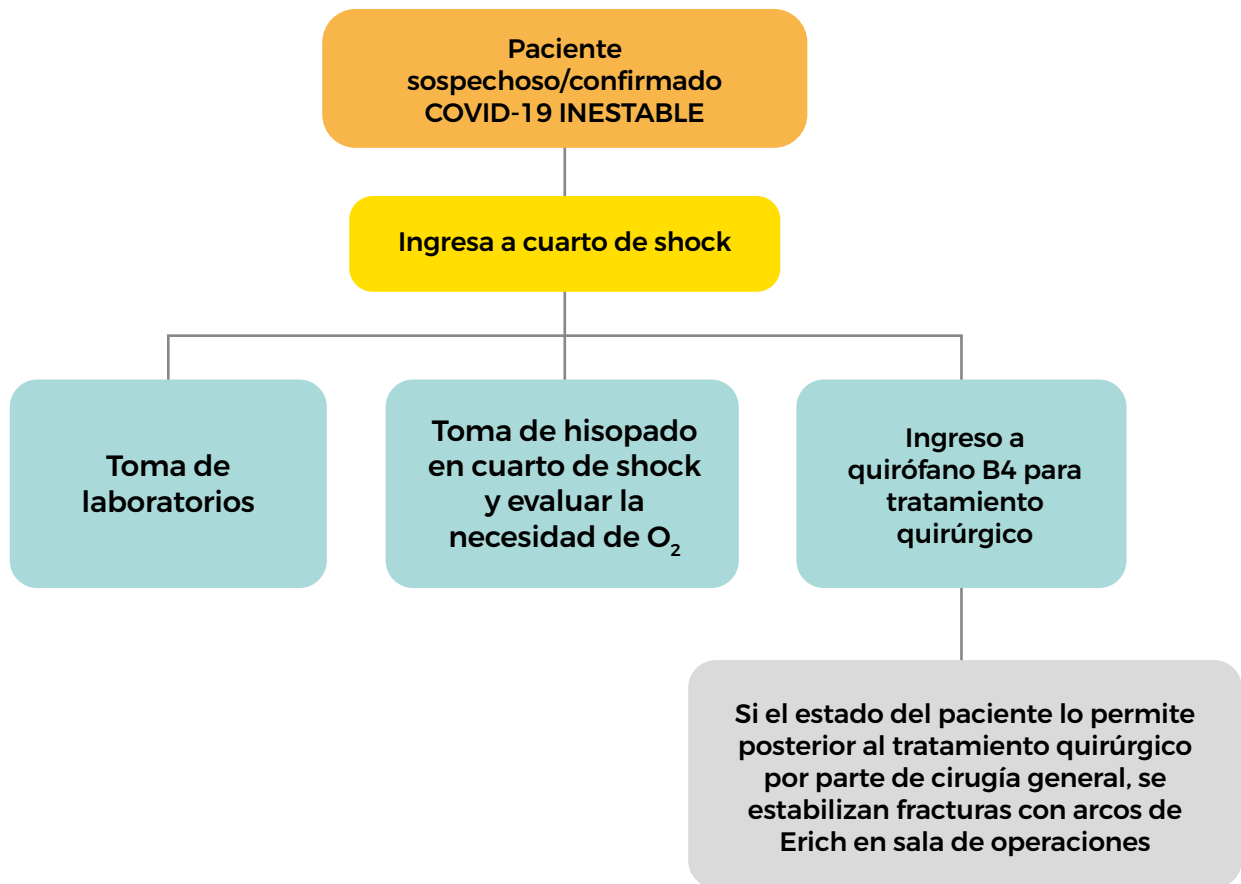 Paciente
sospechoso/confirmado
COVID-19 INESTABLE
Ingresa a cuarto de shock
Toma de
laboratorios
Toma de hisopado
en cuarto de shock
y evaluar la
necesidad de O₂
Ingreso a
quirófano B4 para
tratamiento
quirúrgico
Si el estado del paciente lo permite
posterior al tratamiento quirúrgico
por parte de cirugía general, se
estabilizan fracturas con arcos de
Erich en sala de operaciones